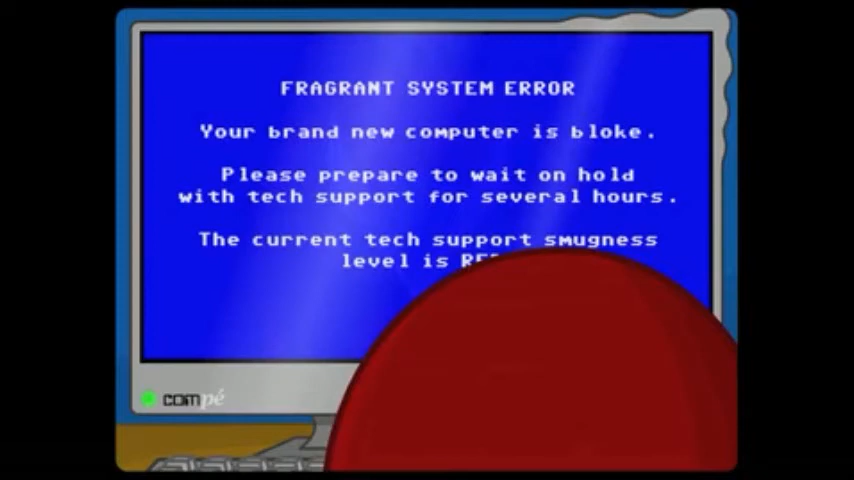 FRAGRANT SYSTEM ERROR
Your brand new computer is bloke.
Please prepare to wait on hold
with tech support for several hours.
The current tech support smugness
level is
compé